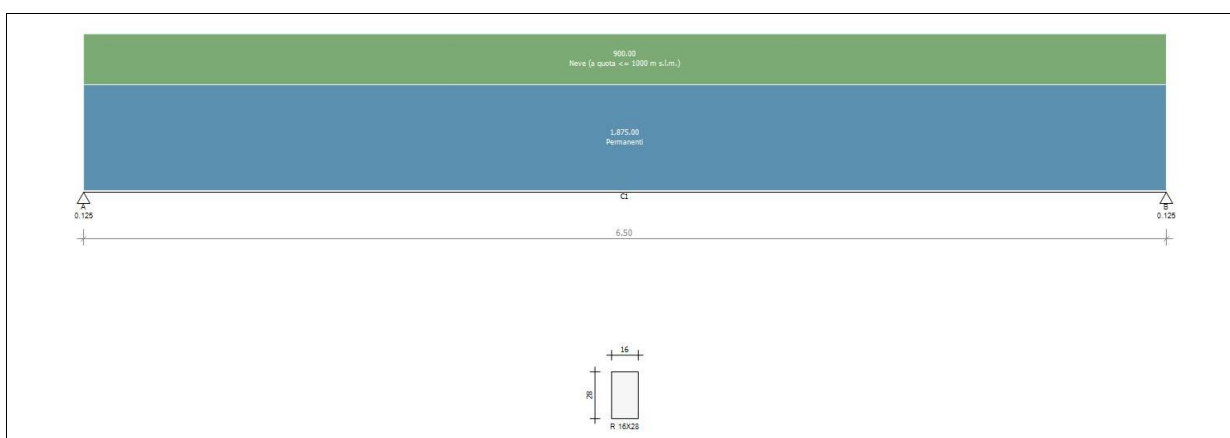 900.00
Neve (a quota <= 1000 m s.l.m.)
1,875.00
Permanenti
C1
A
B
0.125
0.125
6.50
16
28
R 16X28